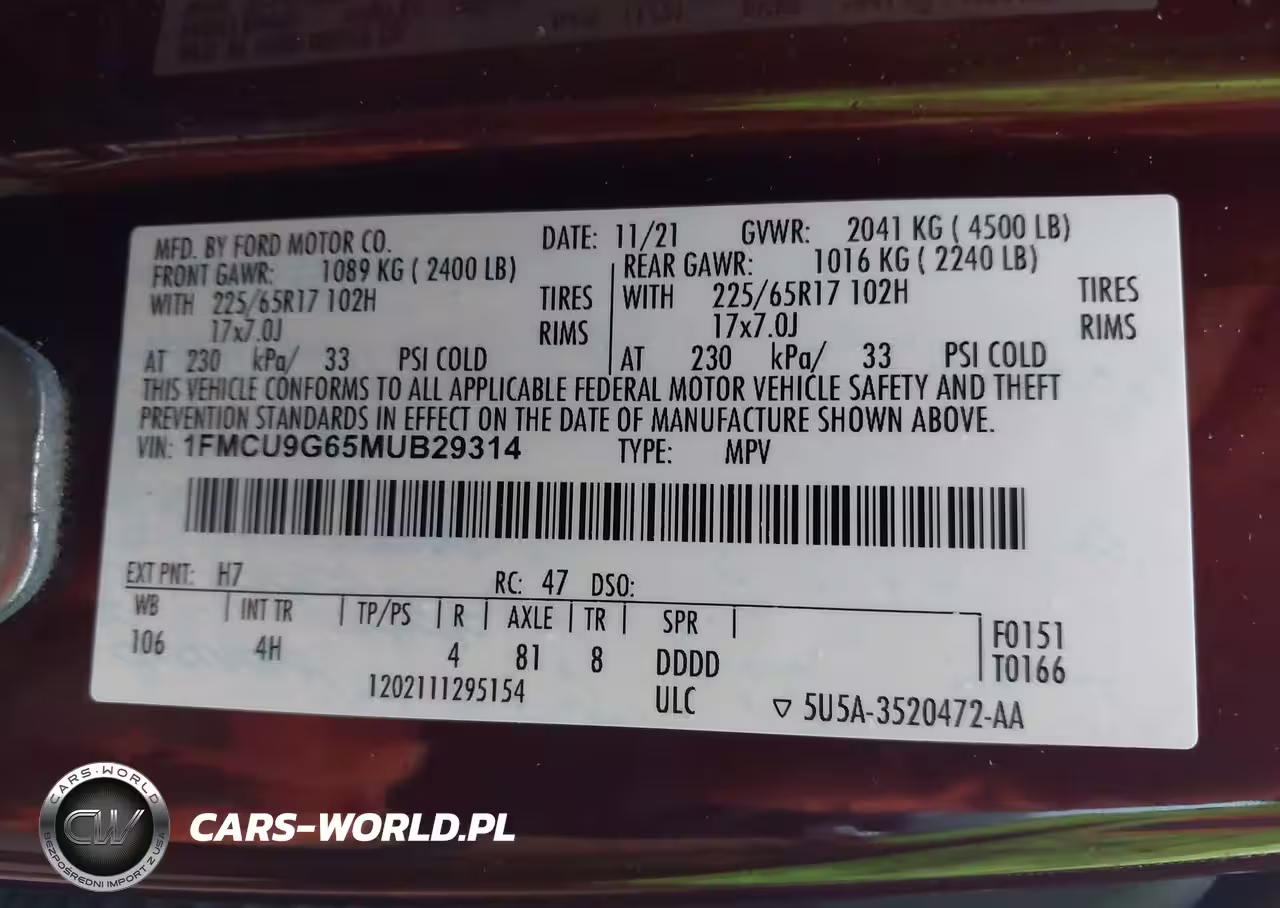 MFD. BY FORD MOTOR CO. DATE: 11/21 GVWR: 2041 KG ( 4500 LB)
FRONT GAWR: 1089 KG ( 2400 LB) REAR GAWR: 1016 KG ( 2240 LB)
WITH 225/65R17 102H TIRES WITH 225/65R17 102H TIRES
17x7.0J RIMS 17x7.0J RIMS
AT 230 kPa/ 33 PSI COLD AT 230 kPa/ 33 PSI COLD
THIS VEHICLE CONFORMS TO ALL APPLICABLE FEDERAL MOTOR VEHICLE SAFETY AND THEFT
PREVENTION STANDARDS IN EFFECT ON THE DATE OF MANUFACTURE SHOWN ABOVE.
VIN: 1FMCU9G65MUB29314 TYPE: MPV
EXT PNT: H7 RC: 47 DSO:
WB INT TR TP/PS R AXLE TR SPR F0151
106 4H 4 81 8 DDDD T0166
1202111295154 ULC ▽ 5U5A-3520472-AA
CARS-WORLD
CW
BEZPOŚREDNI IMPORT Z USA
CARS-WORLD.PL